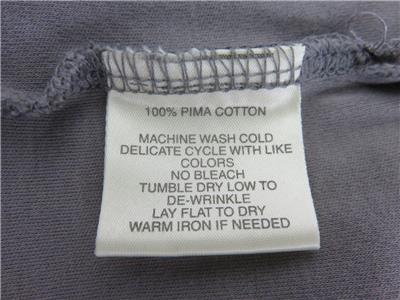 100% PIMA COTTON
MACHINE WASH COLD
DELICATE CYCLE WITH LIKE
COLORS
NO BLEACH
TUMBLE DRY LOW TO
DE-WRINKLE
LAY FLAT TO DRY
WARM IRON IF NEEDED